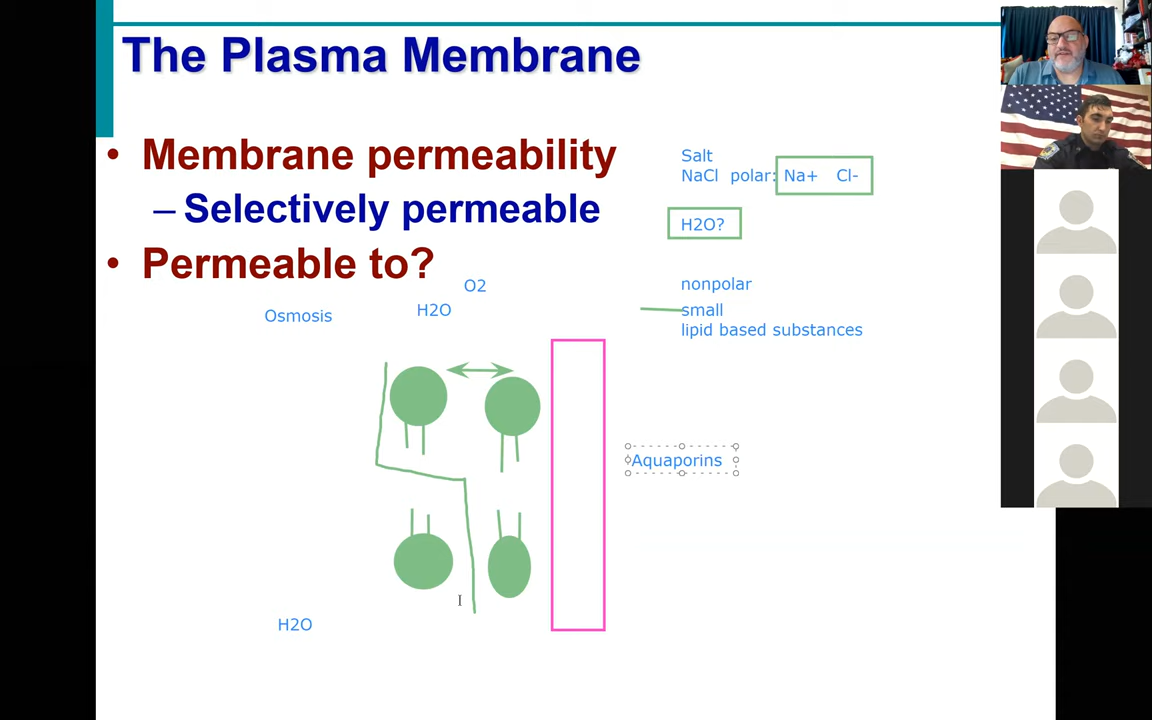 The Plasma Membrane
• Membrane permeability
– Selectively permeable
• Permeable to?
Salt
NaCl polar: Na+ Cl-
H2O?
O2
H2O
Osmosis
nonpolar
small
lipid based substances
Aquaporins
H2O